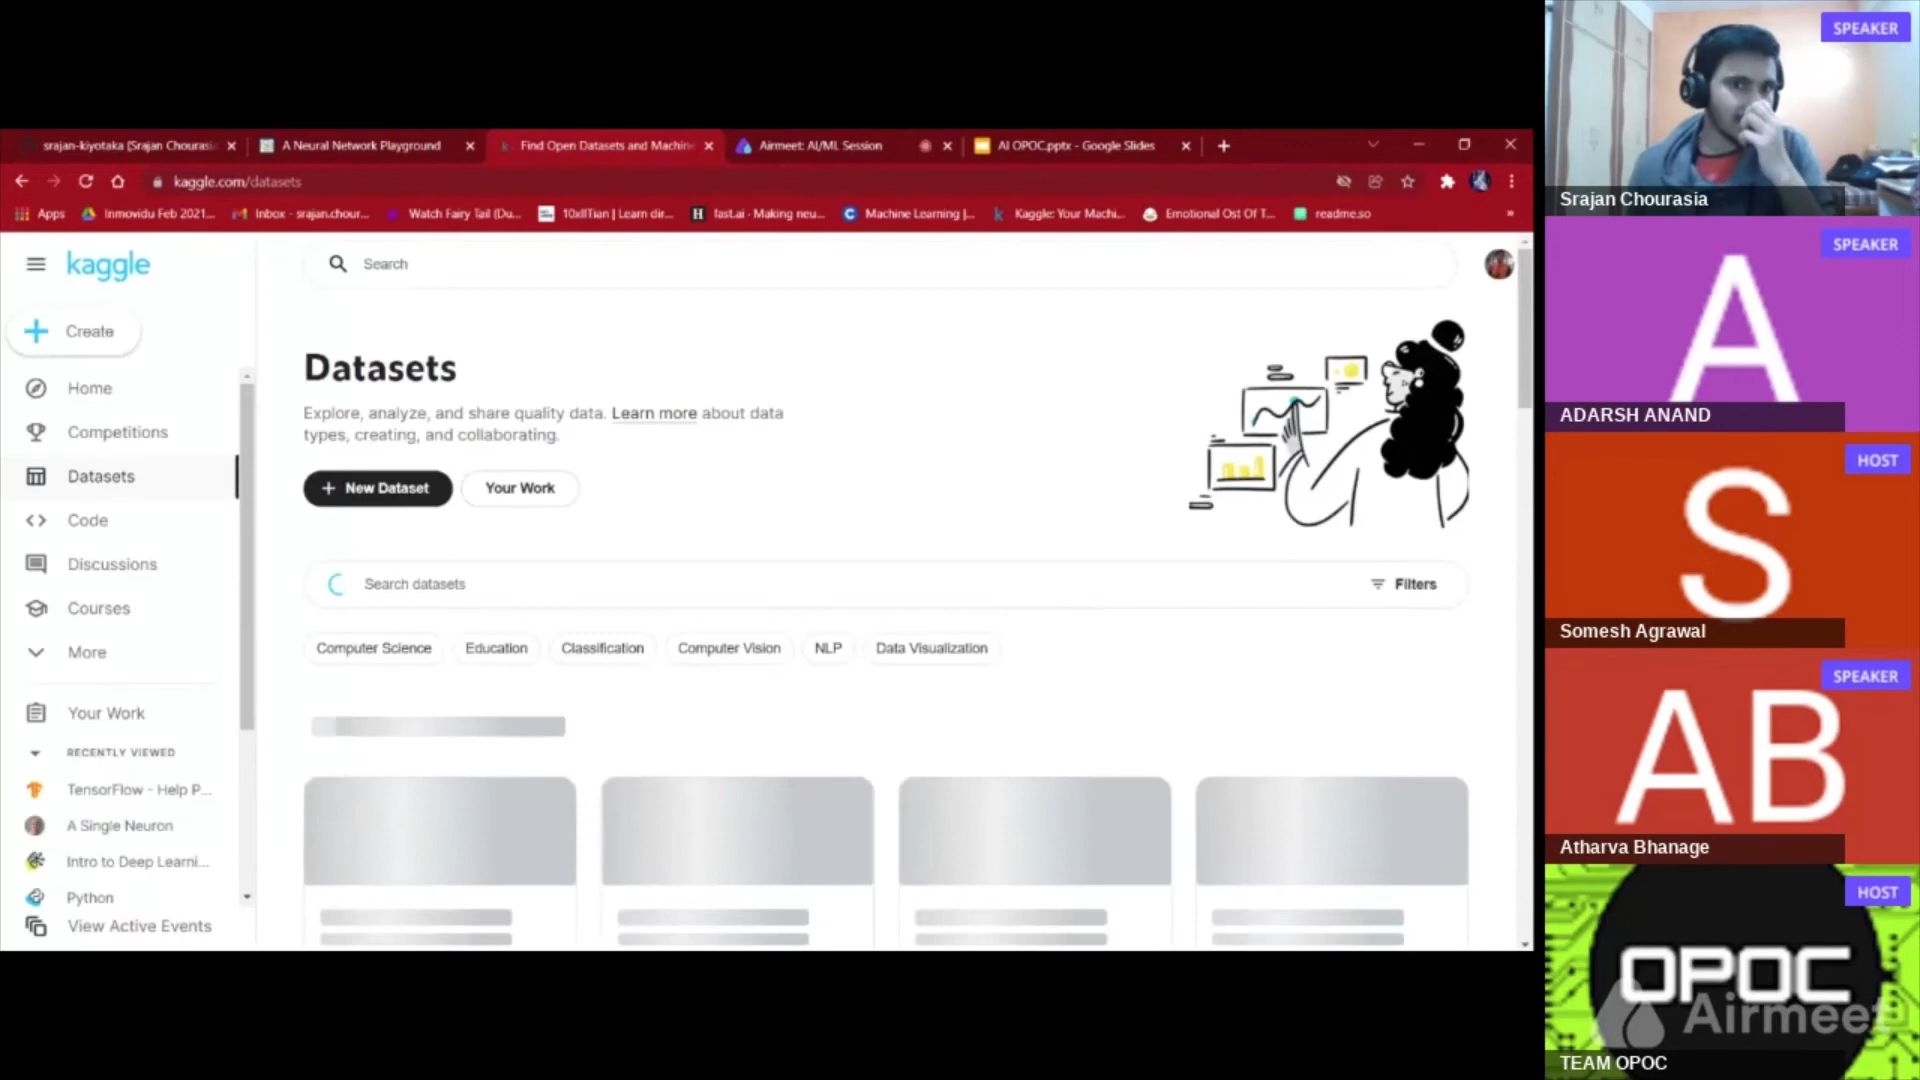 srajan-kiyotaka (Srajan Chourasi
A Neural Network Playground
Find Open Datasets and Machine
Airmeet: AI/ML Session
AI OPOC.pptx - Google Slides
kaggle.com/datasets
Apps
Inmovidu Feb 2021...
Inbox - srajan.chour...
Watch Fairy Tail (Du...
10xIITian | Learn dir...
fast.ai · Making neu...
Machine Learning |...
Kaggle: Your Machi...
Emotional Ost Of T...
readme.so
»
kaggle
Search
Create
Home
Competitions
Datasets
Code
Discussions
Courses
More
Your Work
RECENTLY VIEWED
TensorFlow - Help P...
A Single Neuron
Intro to Deep Learni...
Python
View Active Events
Datasets
Explore, analyze, and share quality data. Learn more about data
types, creating, and collaborating.
+ New Dataset
Your Work
Search datasets
Filters
Computer Science
Education
Classification
Computer Vision
NLP
Data Visualization
SPEAKER
Srajan Chourasia
SPEAKER
A
ADARSH ANAND
HOST
S
Somesh Agrawal
SPEAKER
AB
Atharva Bhanage
HOST
OPOC
Airmeet
TEAM OPOC